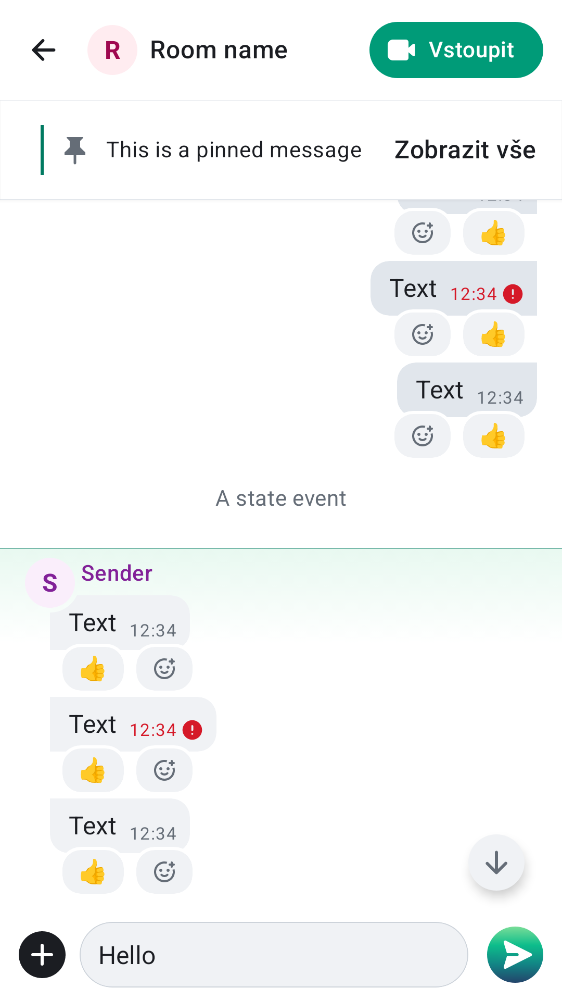 R Room name Vstoupit
This is a pinned message Zobrazit vše
Text 12:34
Text 12:34
A state event
S Sender
Text 12:34
Text 12:34
Text 12:34
Hello